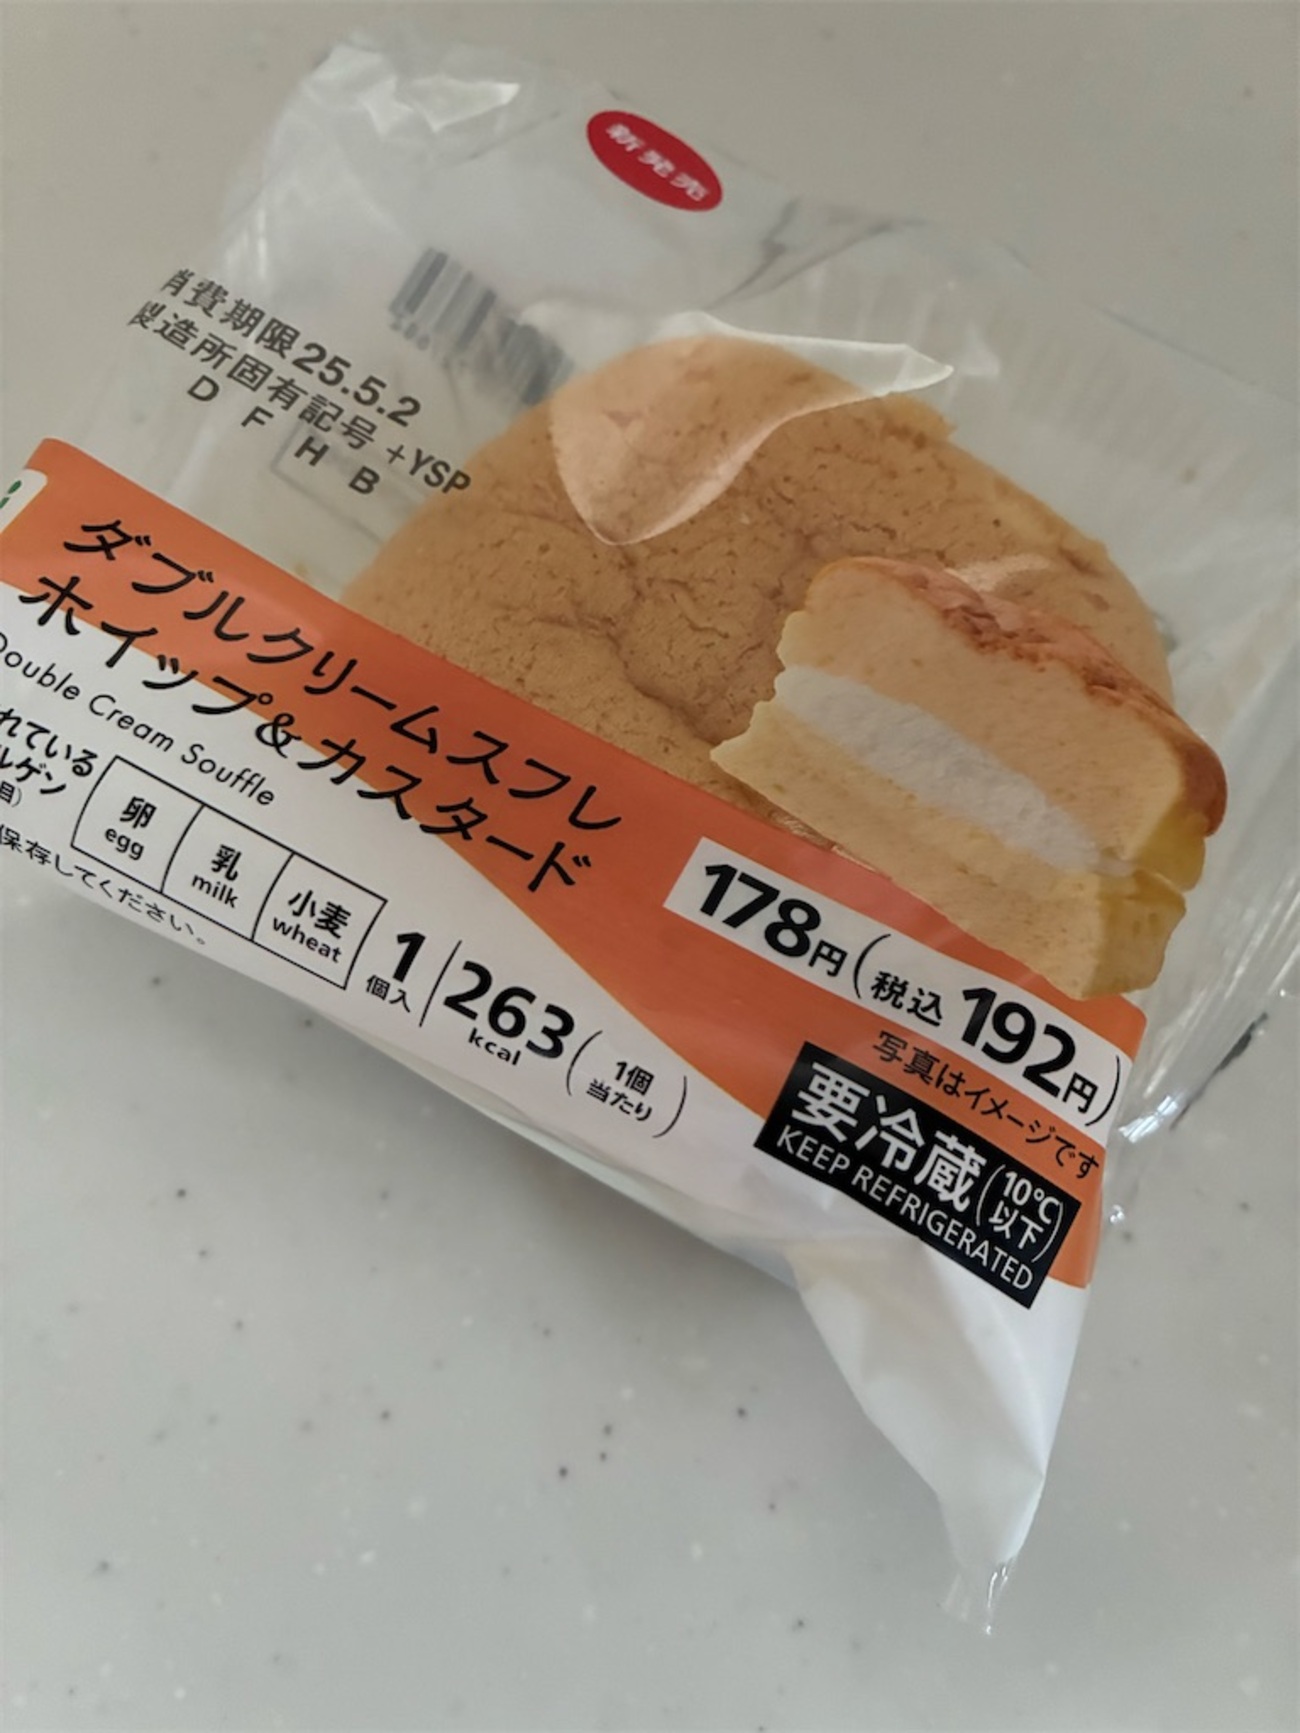 新発売
消費期限25.5.2
製造所固有記号+YSP
D F H B
ダブルクリームスフレ
ホイップ&カスタード
Double Cream Souffle
れている
ルゲン
目)
卵
egg
乳
milk
小麦
wheat
保存してください。
1
個入
263
kcal
(1個
当たり)
178円(税込192円)
写真はイメージです
要冷蔵(10℃
以下)
KEEP REFRIGERATED